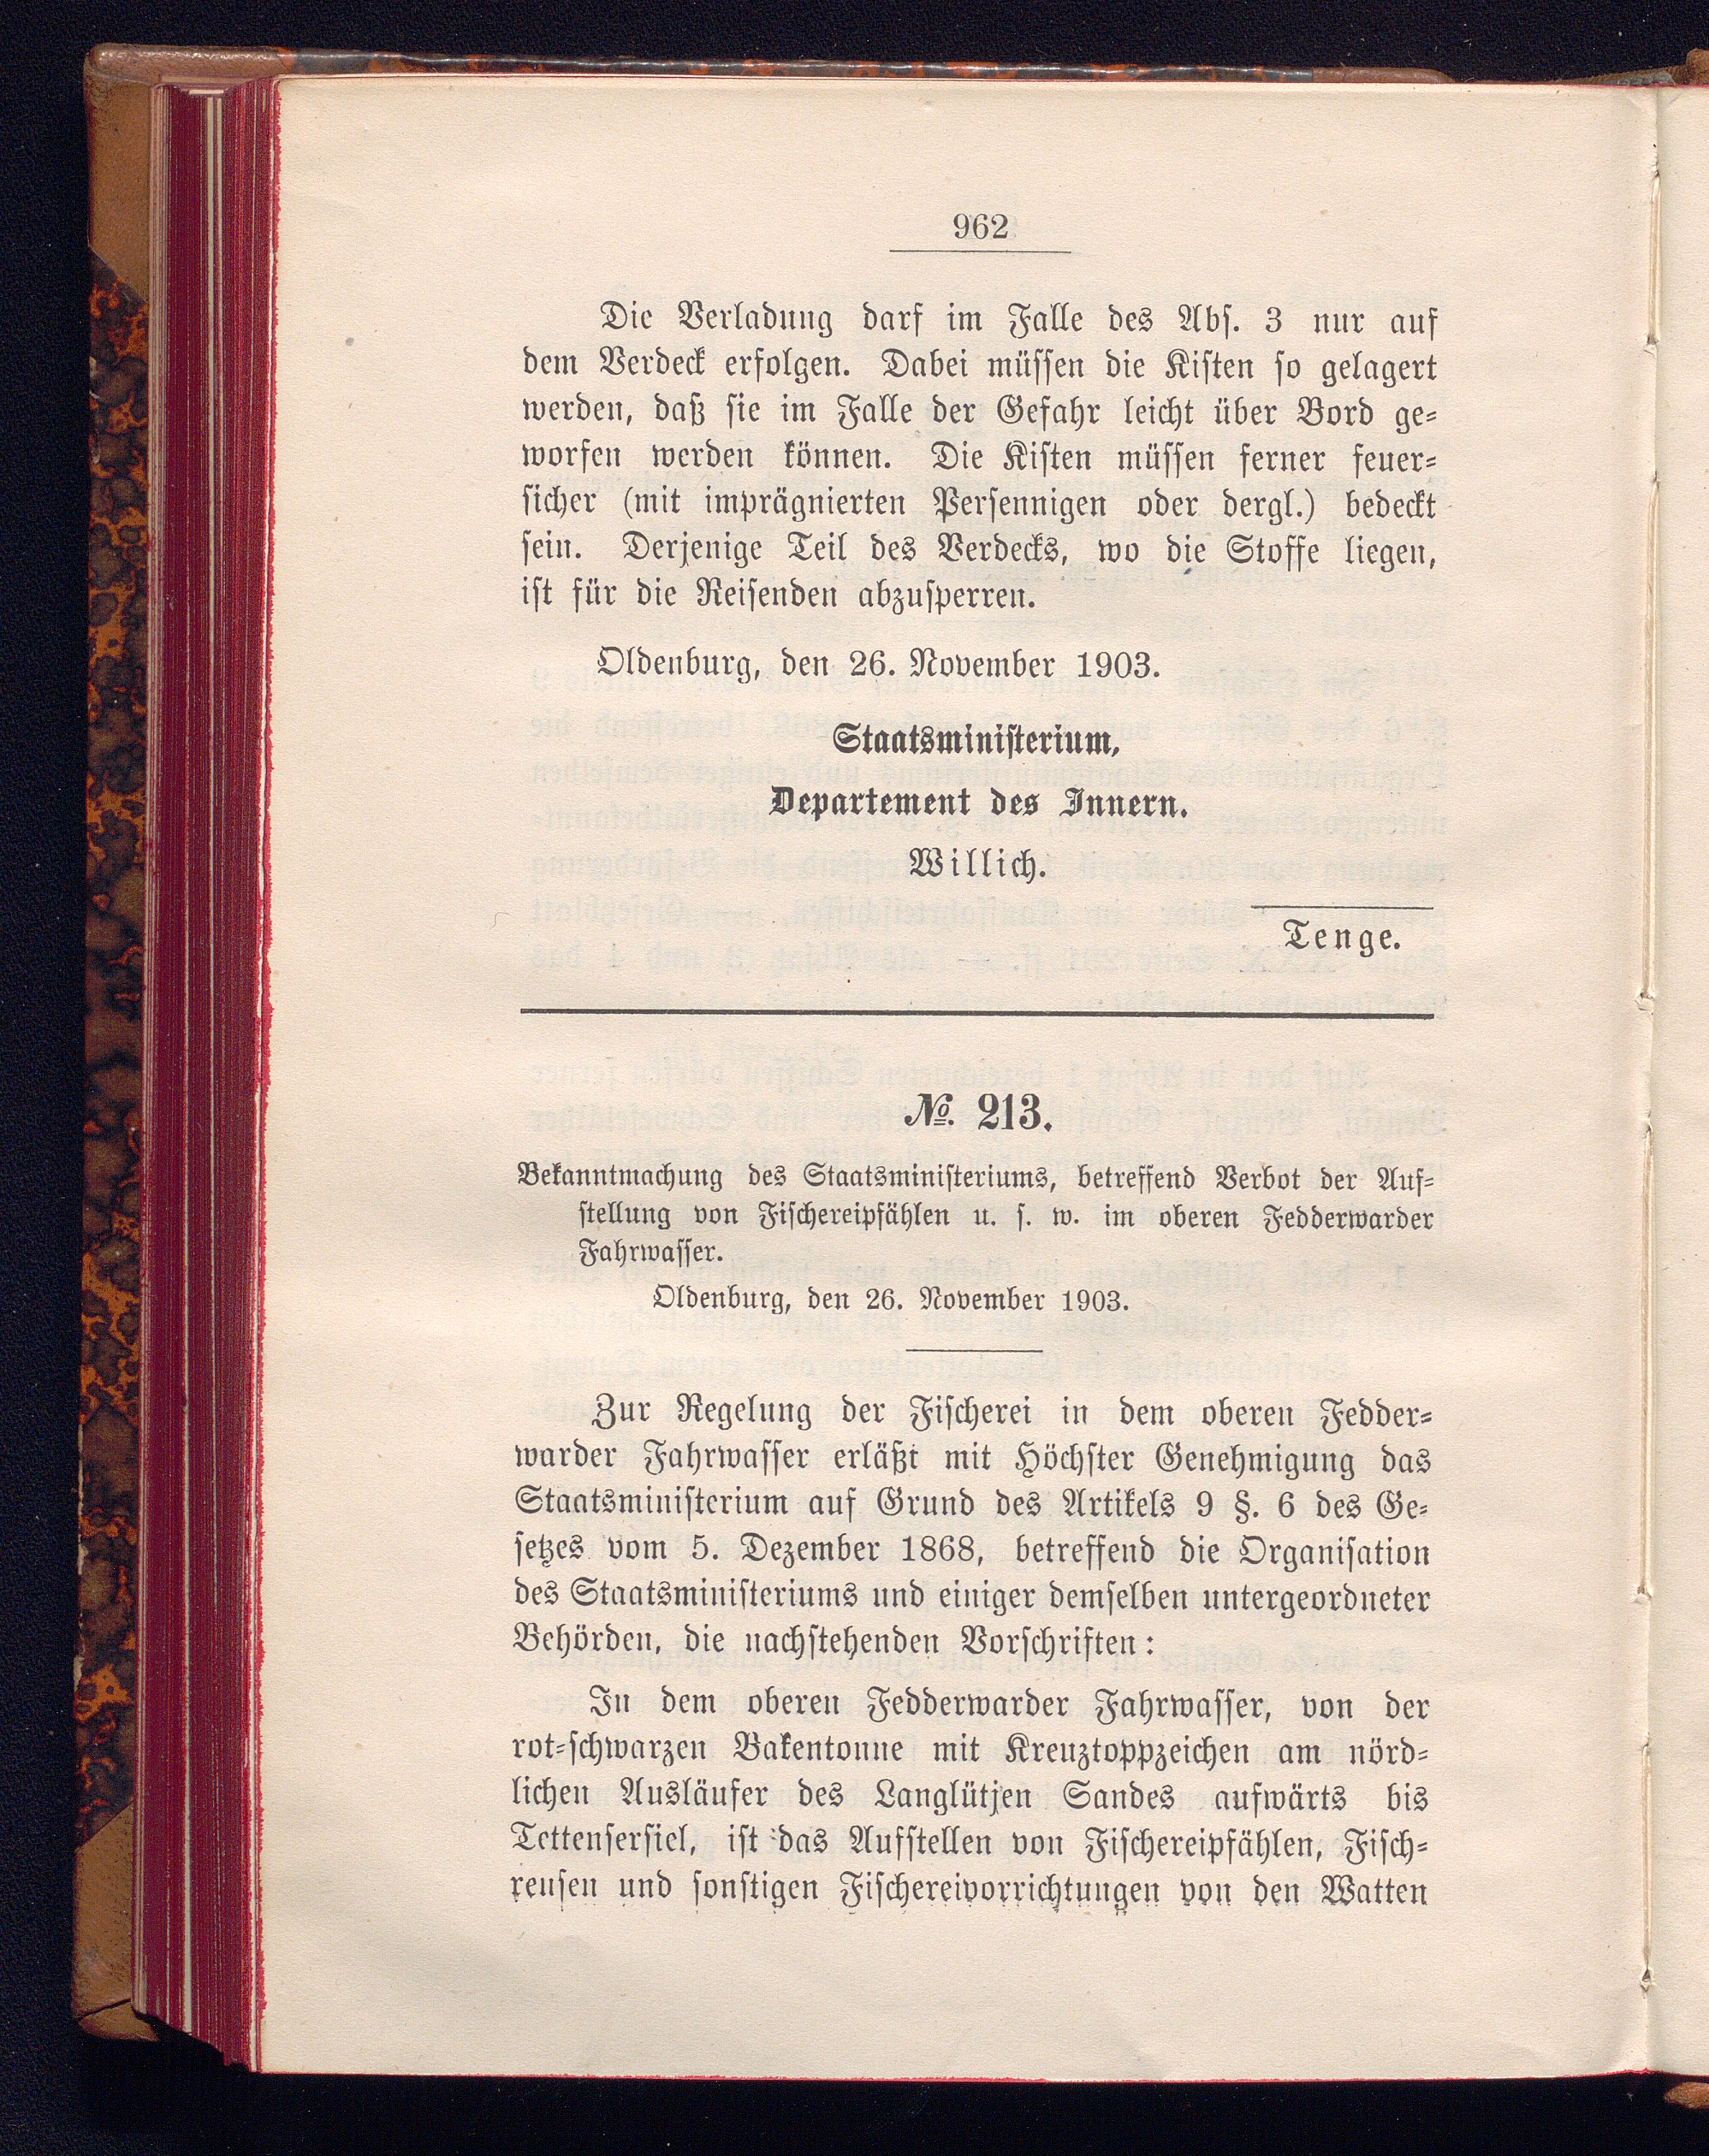 962
Die Verladung darf im Falle des Abs. 3 nur auf
dem Verdeck erfolgen. Dabei müssen die Kisten so gelagert
werden, daß sie im Falle der Gefahr leicht über Bord ge-
worfen werden können. Die Kisten müssen ferner feuer-
sicher (mit imprägnierten Persennigen oder dergl.) bedeckt
sein. Derjenige Teil des Verdecks, wo die Stoffe liegen,
ist für die Reisenden abzusperren.
Oldenburg, den 26. November 1903.
Staatsministerium,
Departement des Innern.
Willich.
Tenge.
№. 213.
Bekanntmachung des Staatsministeriums, betreffend Verbot der Auf-
stellung von Fischereipfählen u. s. w. im oberen Fedderwarder
Fahrwasser.
Oldenburg, den 26. November 1903.
Zur Regelung der Fischerei in dem oberen Fedder-
warder Fahrwasser erläßt mit Höchster Genehmigung das
Staatsministerium auf Grund des Artikels 9 §. 6 des Ge-
setzes vom 5. Dezember 1868, betreffend die Organisation
des Staatsministeriums und einiger demselben untergeordneter
Behörden, die nachstehenden Vorschriften:
In dem oberen Fedderwarder Fahrwasser, von der
rot-schwarzen Bakentonne mit Kreuztoppzeichen am nörd-
lichen Ausläufer des Langlütjen Sandes aufwärts bis
Tettensersiel, ist das Aufstellen von Fischereipfählen, Fisch-
reusen und sonstigen Fischereivorrichtungen von den Watten